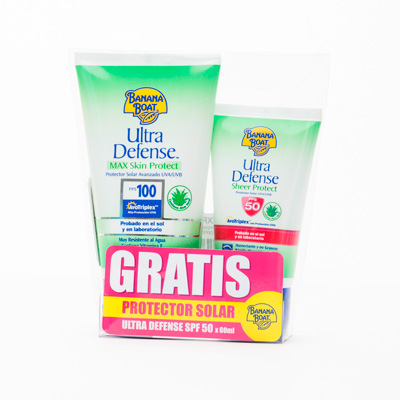 BANANA
BOAT
Ultra
Defense
MAX Skin Protect
Protector Solar Avanzado UVA/UVB
FPS 100
AvoTriplex
Probado en el sol
y en laboratorio
Muy Resistente al Agua
BANANA
BOAT
Ultra
Defense
Sheer Protect
50
AvoTriplex
Probado en el sol
y en laboratorio
GRATIS
PROTECTOR SOLAR
ULTRA DEFENSE SPF 50 x 60ml
BANANA
BOAT